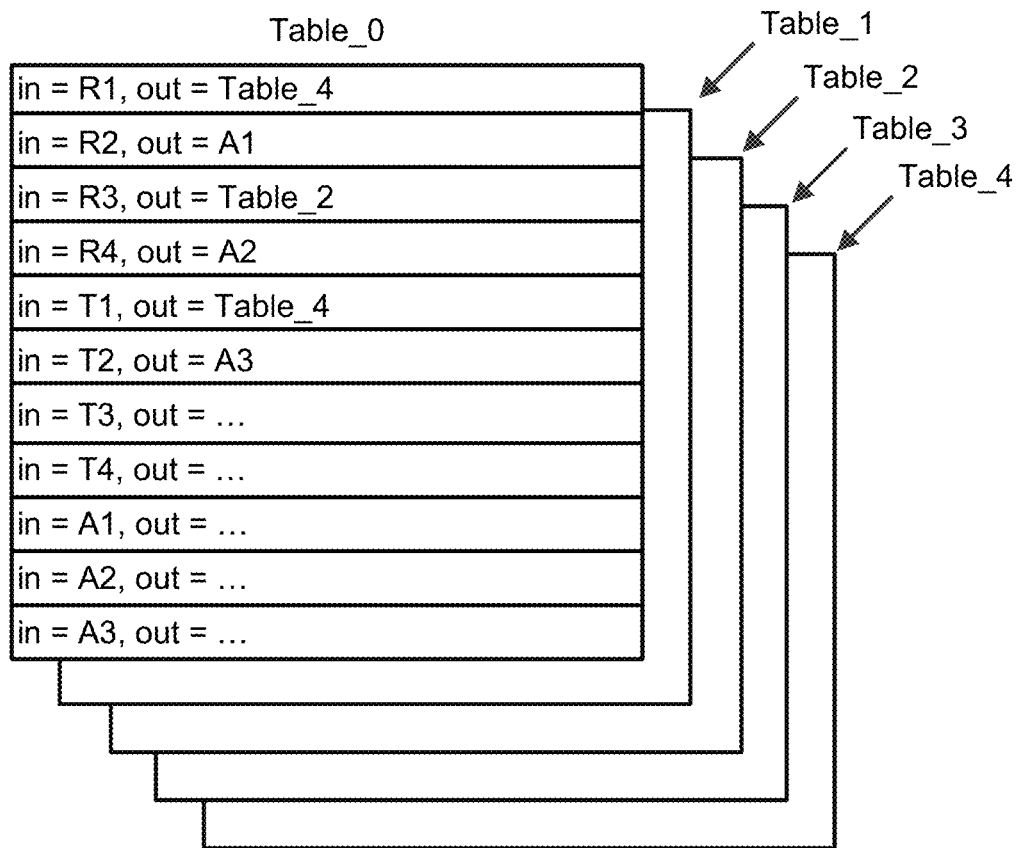 Table_0
Table_1
Table_2
Table_3
Table_4
in = R1, out = Table_4
in = R2, out = A1
in = R3, out = Table_2
in = R4, out = A2
in = T1, out = Table_4
in = T2, out = A3
in = T3, out = …
in = T4, out = …
in = A1, out = …
in = A2, out = …
in = A3, out = …